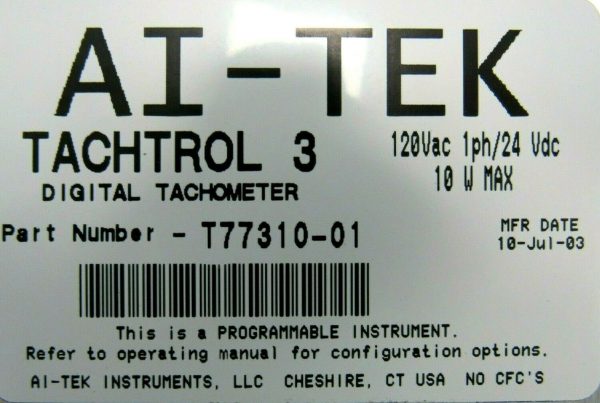 AI-TEK
TACHTROL 3
120Vac 1ph/24 Vdc
DIGITAL TACHOMETER
10 W MAX
Part Number - T77310-01
MFR DATE
10-Jul-03
This is a PROGRAMMABLE INSTRUMENT.
Refer to operating manual for configuration options.
AI-TEK INSTRUMENTS, LLC CHESHIRE, CT USA NO CFC'S